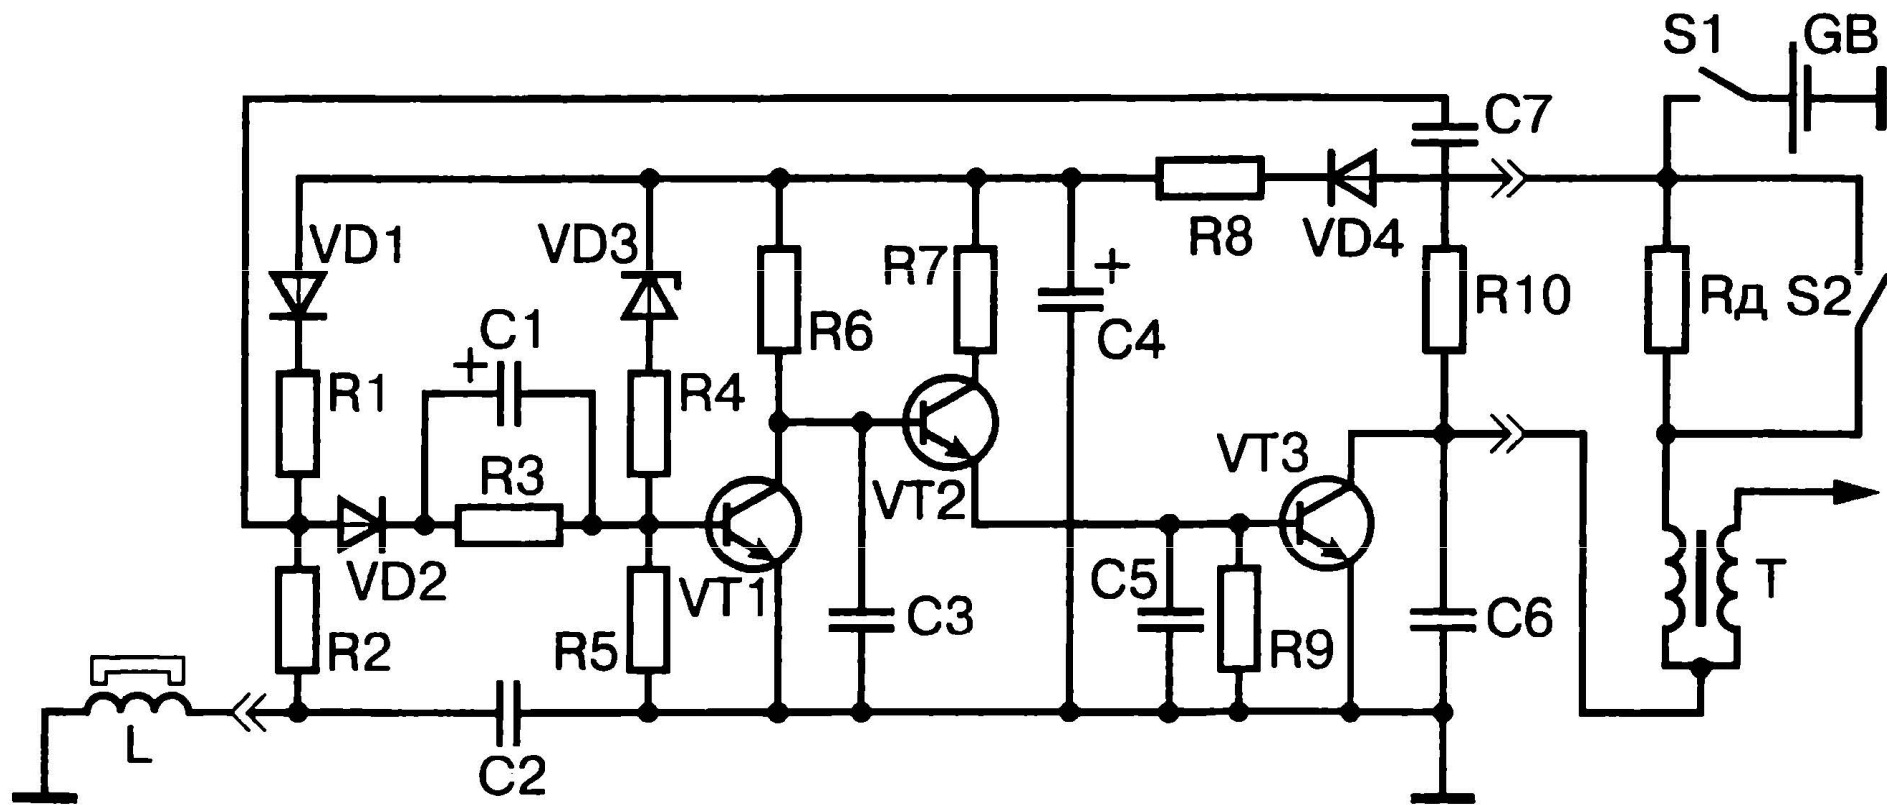 S1 GB
C7
VD1 VD3 R7 R8 VD4
+
R10 Rд S2
C1 R6 C4
+
R1 R4
R3 VT2 VT3
VD2 VT1 C5 T
R2 R5 C3 R9 C6
L C2